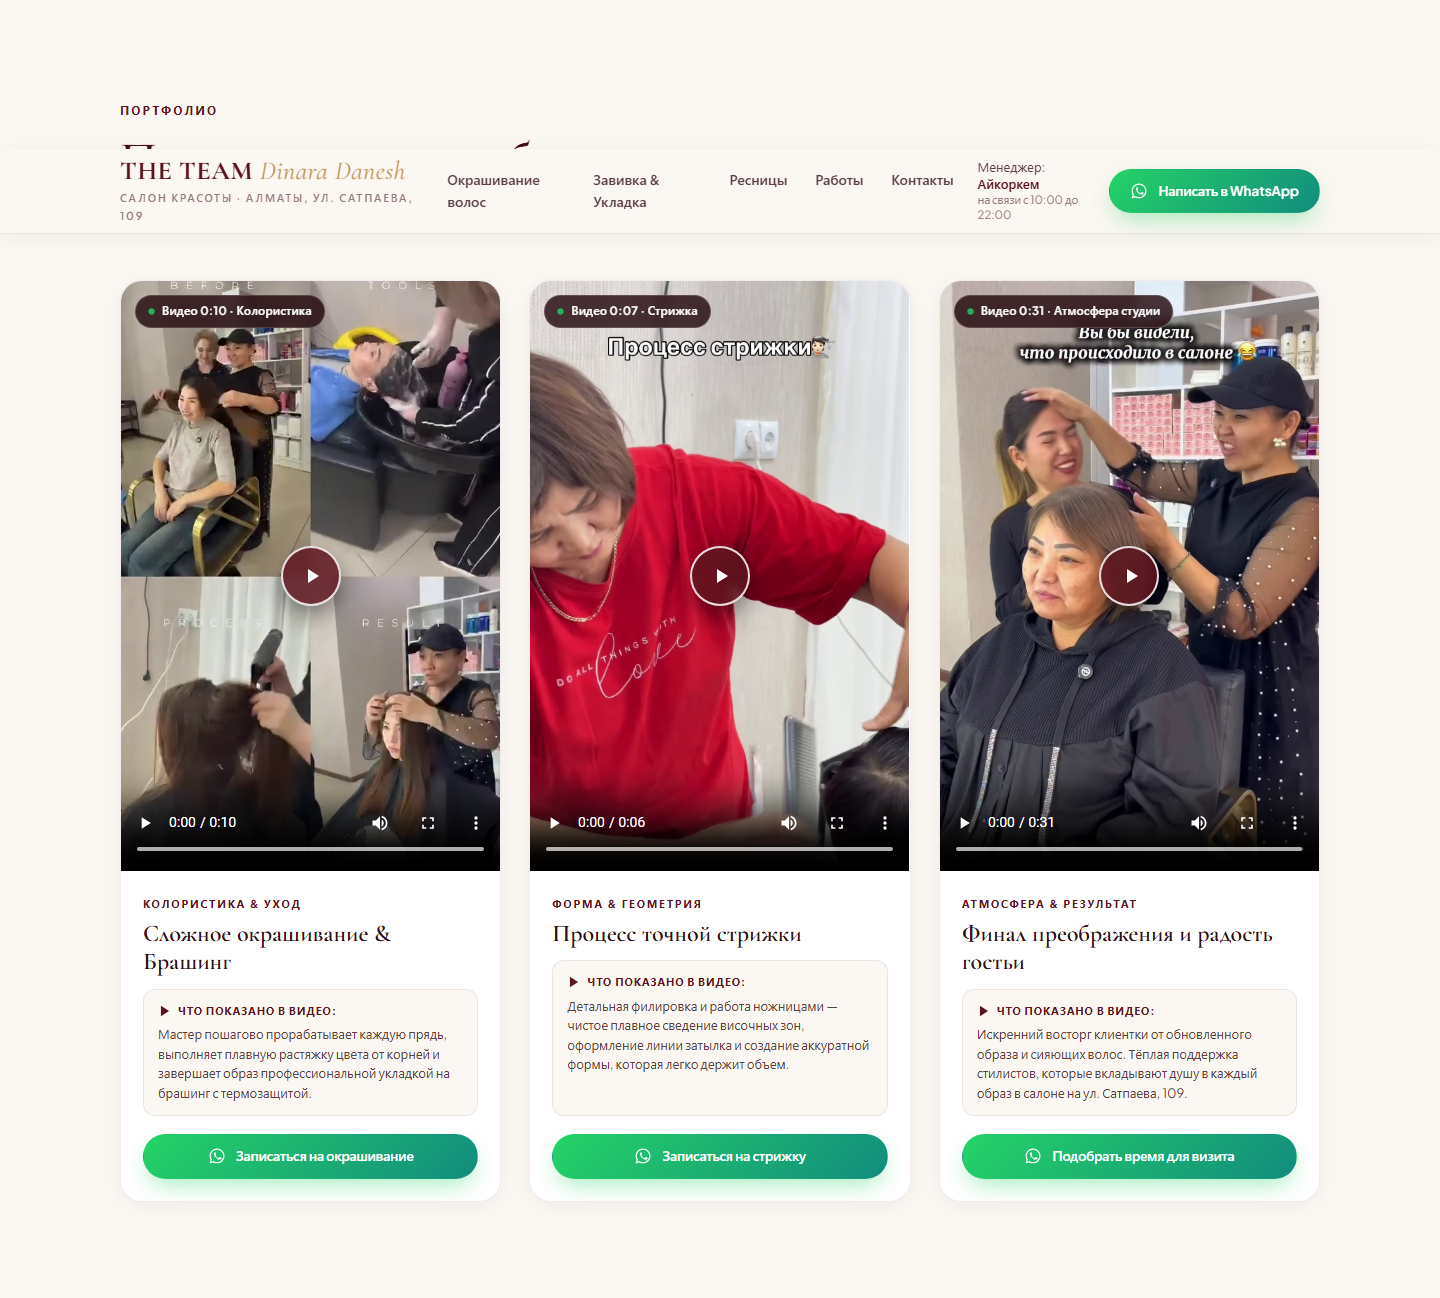 ПОРТФОЛИО
THE TEAM Dinara Danesh
САЛОН КРАСОТЫ · АЛМАТЫ, УЛ. САТПАЕВА,
109
Окрашивание
волос
Завивка &
Укладка
Ресницы
Работы
Контакты
Менеджер:
Айкоркем
на связи с 10:00 до
22:00
Написать в WhatsApp
BEFORE
TOOLS
Видео 0:10 · Колористика
PROCESS
RESULT
0:00 / 0:10
КОЛОРИСТИКА & УХОД
Сложное окрашивание &
Брашинг
ЧТО ПОКАЗАНО В ВИДЕО:
Мастер пошагово прорабатывает каждую прядь,
выполняет плавную растяжку цвета от корней и
завершает образ профессиональной укладкой на
брашинг с термозащитой.
Записаться на окрашивание
Видео 0:07 · Стрижка
Процесс стрижки
DO ALL THINGS WITH
Love
0:00 / 0:06
ФОРМА & ГЕОМЕТРИЯ
Процесс точной стрижки
ЧТО ПОКАЗАНО В ВИДЕО:
Детальная филировка и работа ножницами —
чистое плавное сведение височных зон,
оформление линии затылка и создание аккуратной
формы, которая легко держит объем.
Записаться на стрижку
Видео 0:31 · Атмосфера студии
Вы бы видели,
что происходило в салоне
0:00 / 0:31
АТМОСФЕРА & РЕЗУЛЬТАТ
Финал преображения и радость
гостьи
ЧТО ПОКАЗАНО В ВИДЕО:
Искренний восторг клиентки от обновленного
образа и сияющих волос. Тёплая поддержка
стилистов, которые вкладывают душу в каждый
образ в салоне на ул. Сатпаева, 109.
Подобрать время для визита